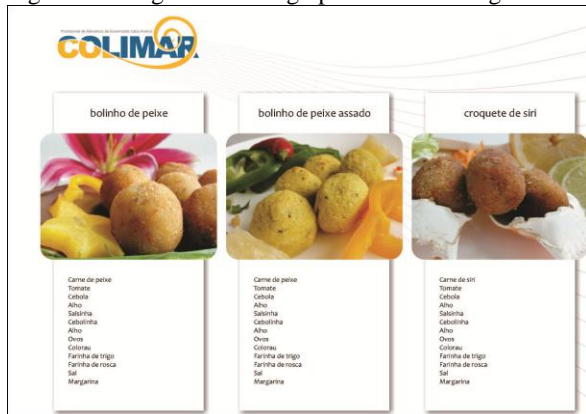 COLIMAR
bolinho de peixe
Carne de peixe
Tomate
Cebola
Alho
Salsinha
Cebolinha
Alho
Ovos
Colorau
Farinha de trigo
Farinha de rosca
Sal
Margarina
bolinho de peixe assado
Carne de peixe
Tomate
Cebola
Alho
Salsinha
Cebolinha
Alho
Ovos
Colorau
Farinha de trigo
Farinha de rosca
Sal
Margarina
croquete de siri
Carne de siri
Tomate
Cebola
Alho
Salsinha
Cebolinha
Alho
Ovos
Colorau
Farinha de trigo
Farinha de rosca
Sal
Margarina